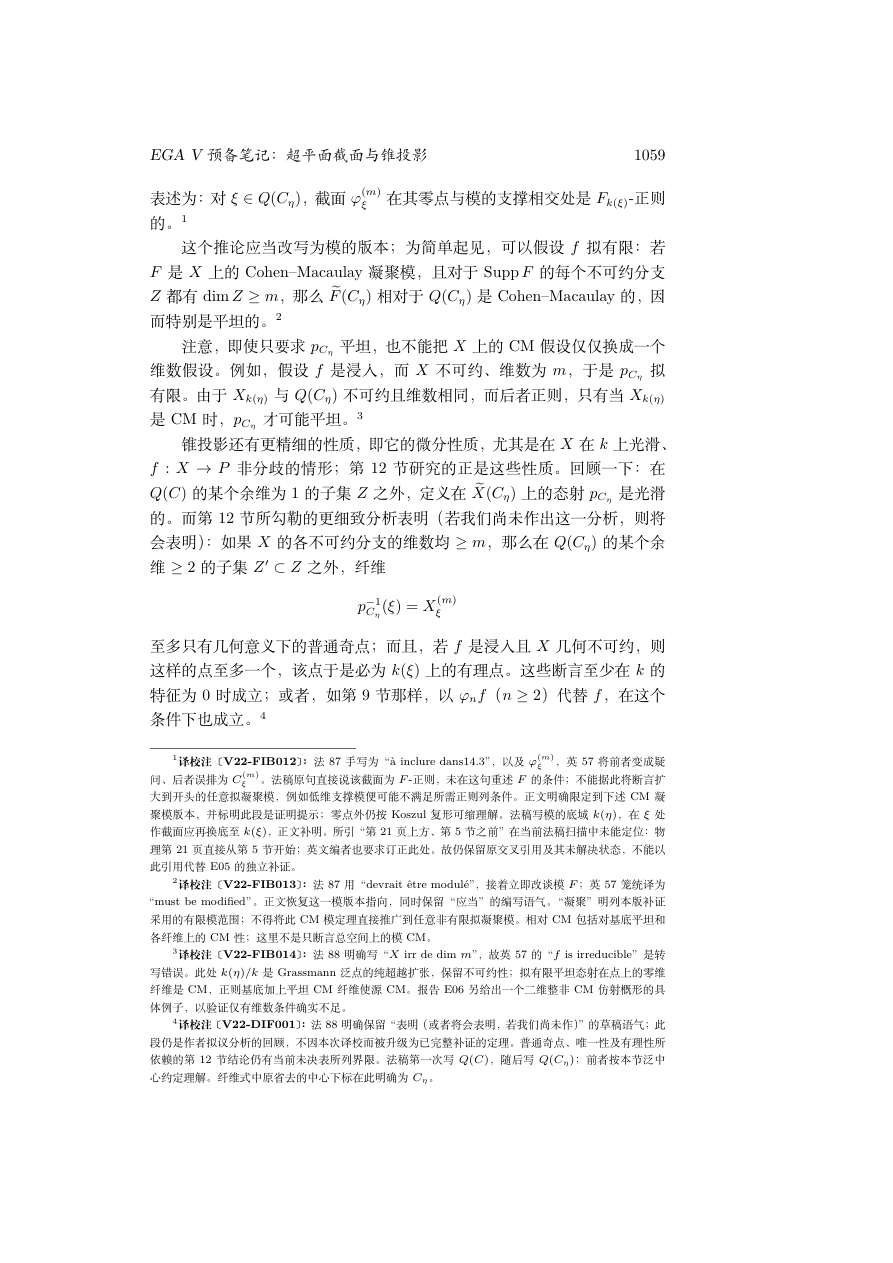 EGA V 预备笔记：超平面截面与锥投影 1059
表述为：对 ξ ∈ Q(C_η)，截面 φ_ξ^{(m)} 在其零点与模的支撑相交处是 F_{k(ξ)}-正则
的。¹
这个推论应当改写为模的版本；为简单起见，可以假设 f 拟有限：若
F 是 X 上的 Cohen–Macaulay 凝聚模，且对于 Supp F 的每个不可约分支
Z 都有 dim Z ≥ m，那么 F̃(C_η) 相对于 Q(C_η) 是 Cohen–Macaulay 的，因
而特别是平坦的。²
注意，即使只要求 p_{C_η} 平坦，也不能把 X 上的 CM 假设仅仅换成一个
维数假设。例如，假设 f 是浸入，而 X 不可约、维数为 m，于是 p_{C_η} 拟
有限。由于 X_{k(η)} 与 Q(C_η) 不可约且维数相同，而后者正则，只有当 X_{k(η)}
是 CM 时，p_{C_η} 才可能平坦。³
锥投影还有更精细的性质，即它的微分性质，尤其是在 X 在 k 上光滑、
f : X → P 非分歧的情形；第 12 节研究的正是这些性质。回顾一下：在
Q(C) 的某个余维为 1 的子集 Z 之外，定义在 X̃(C_η) 上的态射 p_{C_η} 是光滑
的。而第 12 节所勾勒的更细致分析表明（若我们尚未作出这一分析，则将
会表明）：如果 X 的各不可约分支的维数均 ≥ m，那么在 Q(C_η) 的某个余
维 ≥ 2 的子集 Z′ ⊂ Z 之外，纤维
p_{C_η}^{−1}(ξ) = X_ξ^{(m)}
至多只有几何意义下的普通奇点；而且，若 f 是浸入且 X 几何不可约，则
这样的点至多一个，该点于是必为 k(ξ) 上的有理点。这些断言至少在 k 的
特征为 0 时成立；或者，如第 9 节那样，以 φ_n f（n ≥ 2）代替 f，在这个
条件下也成立。⁴
¹译校注〔V22-FIB012〕：法 87 手写为 “à inclure dans14.3”，以及 φ_ξ^{(m)}，英 57 将前者变成疑
问、后者误排为 C_ξ^{(m)}。法稿原句直接说该截面为 F-正则，未在这句重述 F 的条件；不能据此将断言扩
大到开头的任意拟凝聚模，例如低维支撑模便可能不满足所需正则列条件。正文明确限定到下述 CM 凝
聚模版本，并标明此段是证明提示；零点外仍按 Koszul 复形可缩理解。法稿写模的底域 k(η)，在 ξ 处
作截面应再换底至 k(ξ)，正文补明。所引 “第 21 页上方、第 5 节之前” 在当前法稿扫描中未能定位：物
理第 21 页直接从第 5 节开始；英文编者也要求订正此处。故仍保留原交叉引用及其未解决状态，不能以
此引用代替 E05 的独立补证。
²译校注〔V22-FIB013〕：法 87 用 “devrait être modulé”，接着立即改谈模 F；英 57 笼统译为
“must be modified”。正文恢复这一模版本指向，同时保留 “应当” 的编写语气。“凝聚” 明列本版补证
采用的有限模范围；不得将此 CM 模定理直接推广到任意非有限拟凝聚模。相对 CM 包括对基底平坦和
各纤维上的 CM 性；这里不是只断言总空间上的模 CM。
³译校注〔V22-FIB014〕：法 88 明确写 “X irr de dim m”，故英 57 的 “f is irreducible” 是转
写错误。此处 k(η)/k 是 Grassmann 泛点的纯超越扩张，保留不可约性；拟有限平坦态射在点上的零维
纤维是 CM，正则基底加上平坦 CM 纤维使源 CM。报告 E06 另给出一个二维整非 CM 仿射概形的具
体例子，以验证仅有维数条件确实不足。
⁴译校注〔V22-DIF001〕：法 88 明确保留 “表明（或者将会表明，若我们尚未作）” 的草稿语气；此
段仍是作者拟议分析的回顾，不因本次译校而被升级为已完整补证的定理。普通奇点、唯一性及有理性所
依赖的第 12 节结论仍有当前未决表所列界限。法稿第一次写 Q(C)，随后写 Q(C_η)；前者按本节泛中
心约定理解。纤维式中原省去的中心下标在此明确为 C_η。